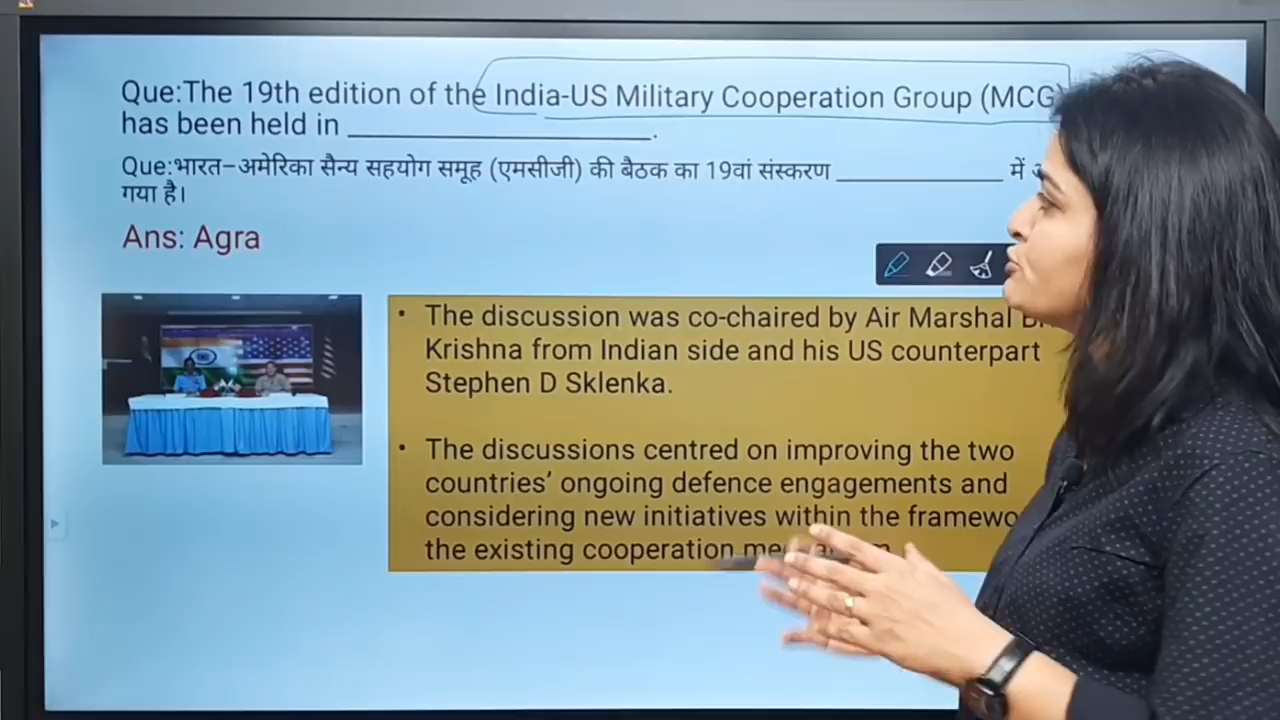 Que:The 19th edition of the India-US Military Cooperation Group (MCG)
has been held in ____________________.
Que:भारत–अमेरिका सैन्य सहयोग समूह (एमसीजी) की बैठक का 19वां संस्करण ____________ में
गया है।
Ans: Agra
• The discussion was co-chaired by Air Marshal
Krishna from Indian side and his US counterpart
Stephen D Sklenka.
• The discussions centred on improving the two
countries’ ongoing defence engagements and
considering new initiatives within the
the existing cooperation